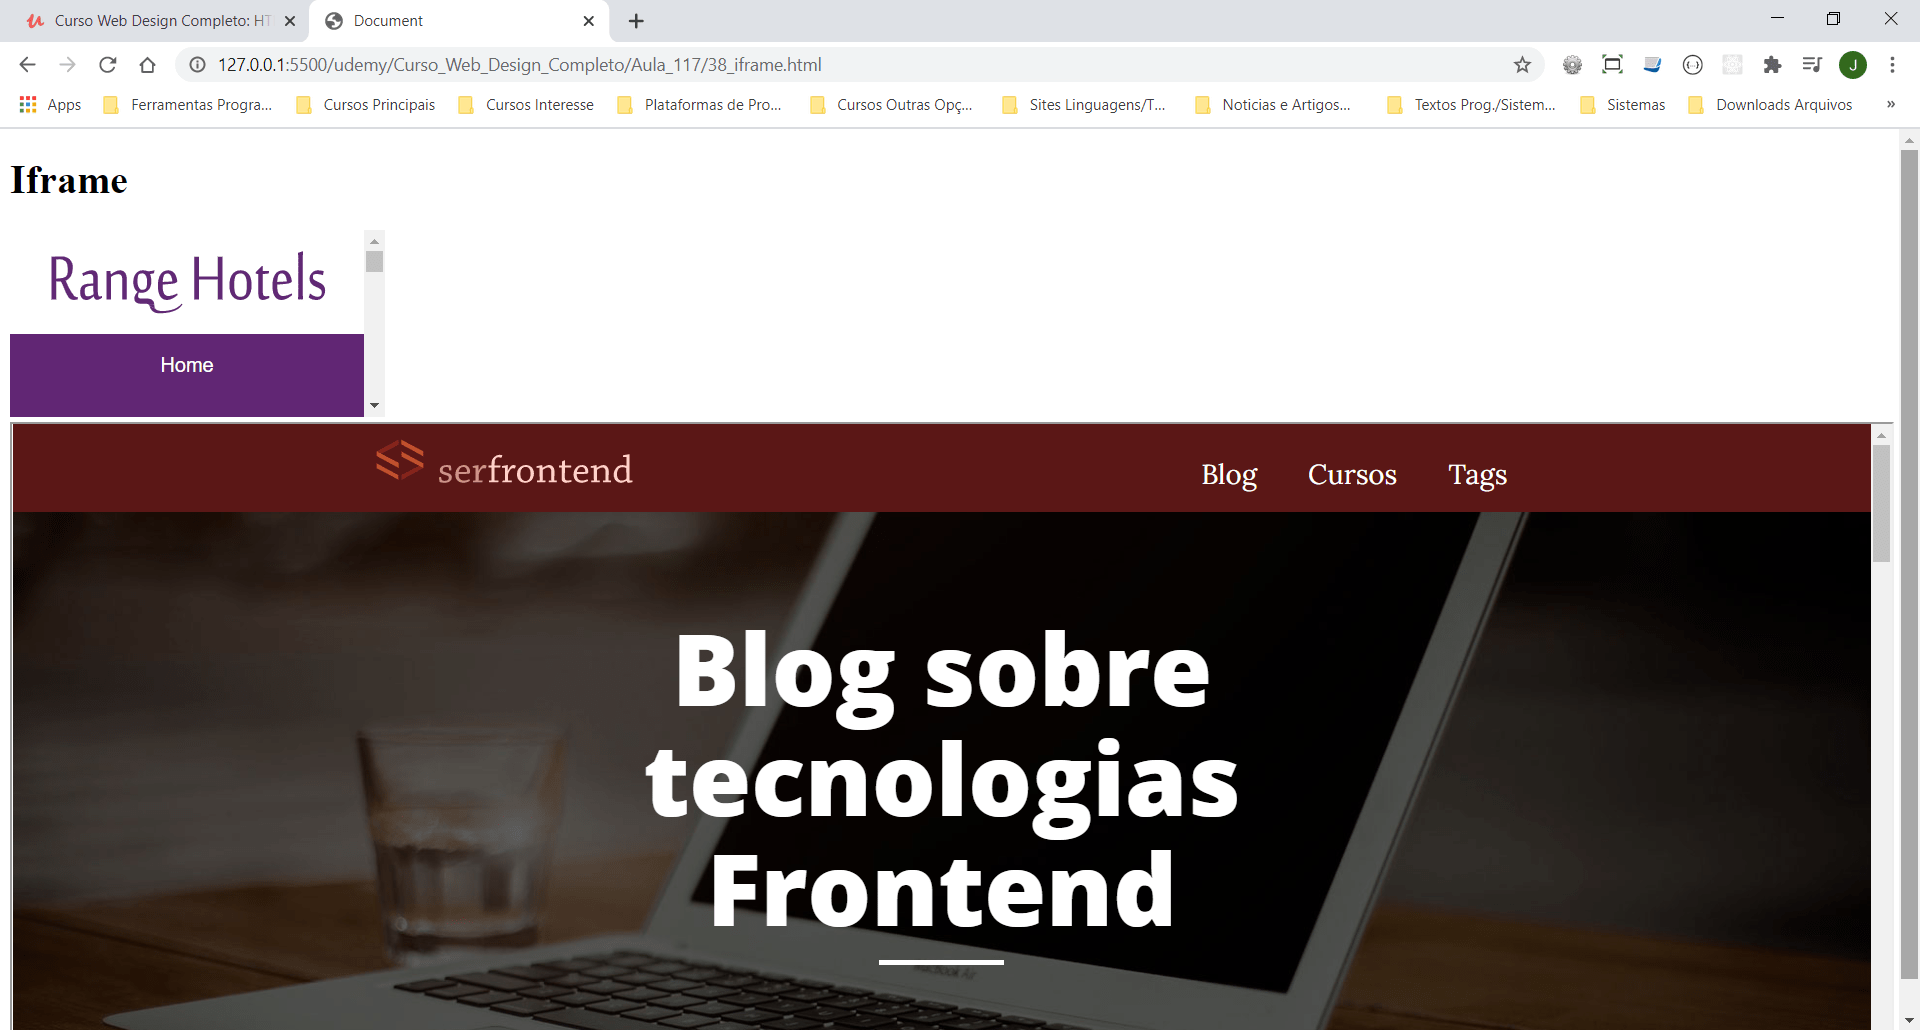 Curso Web Design Completo: HT
Document
127.0.0.1:5500/udemy/Curso_Web_Design_Completo/Aula_117/38_iframe.html
J
Apps
Ferramentas Progra...
Cursos Principais
Cursos Interesse
Plataformas de Pro...
Cursos Outras Opç...
Sites Linguagens/T...
Noticias e Artigos...
Textos Prog./Sistem...
Sistemas
Downloads Arquivos
»
Iframe
Range Hotels
Home
serfrontend
Blog
Cursos
Tags
Blog sobre
tecnologias
Frontend
MacBook Air